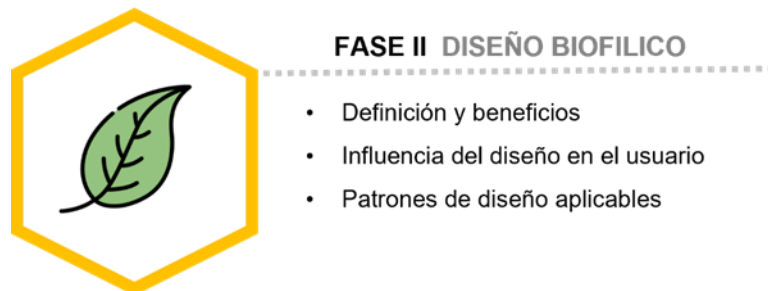 FASE II DISEÑO BIOFILICO
• Definición y beneficios
• Influencia del diseño en el usuario
• Patrones de diseño aplicables